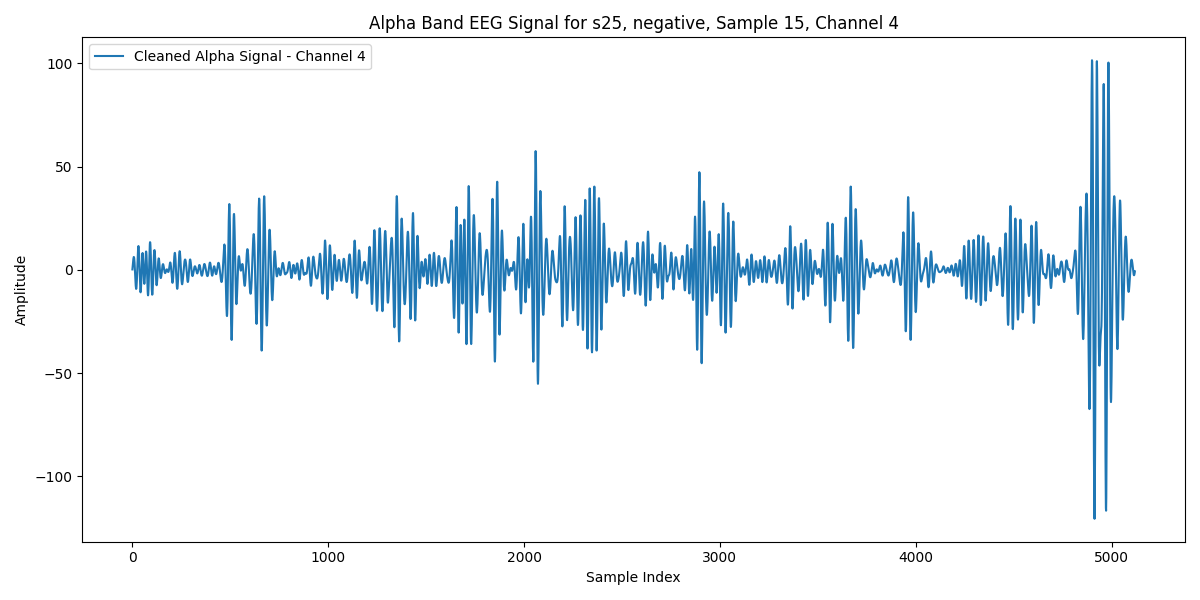 Alpha Band EEG Signal for s25, negative, Sample 15, Channel 4
Cleaned Alpha Signal - Channel 4
100
50
0
−50
−100
Amplitude
0 1000 2000 3000 4000 5000
Sample Index